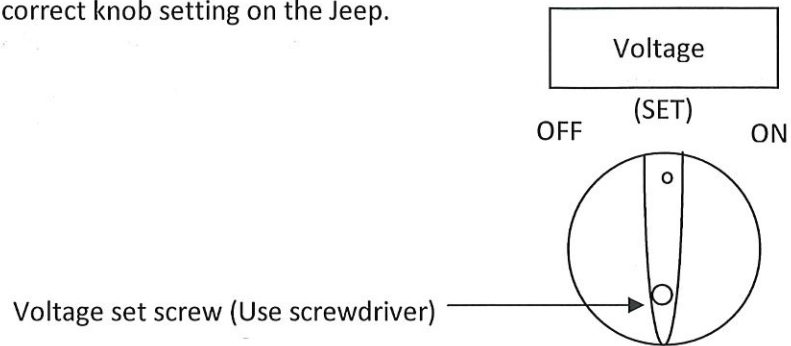 correct knob setting on the Jeep.
Voltage
(SET)
OFF
ON
Voltage set screw (Use screwdriver)